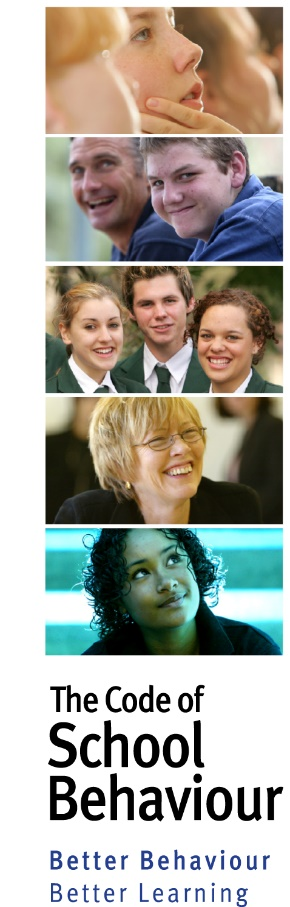 The Code of
School
Behaviour
Better Behaviour
Better Learning